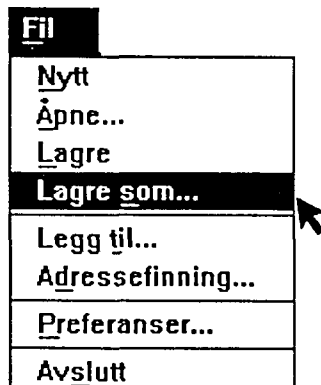 Fil
Nytt
Åpne...
Lagre
Lagre som...
Legg til...
Adressefinning...
Preferanser...
Avslutt